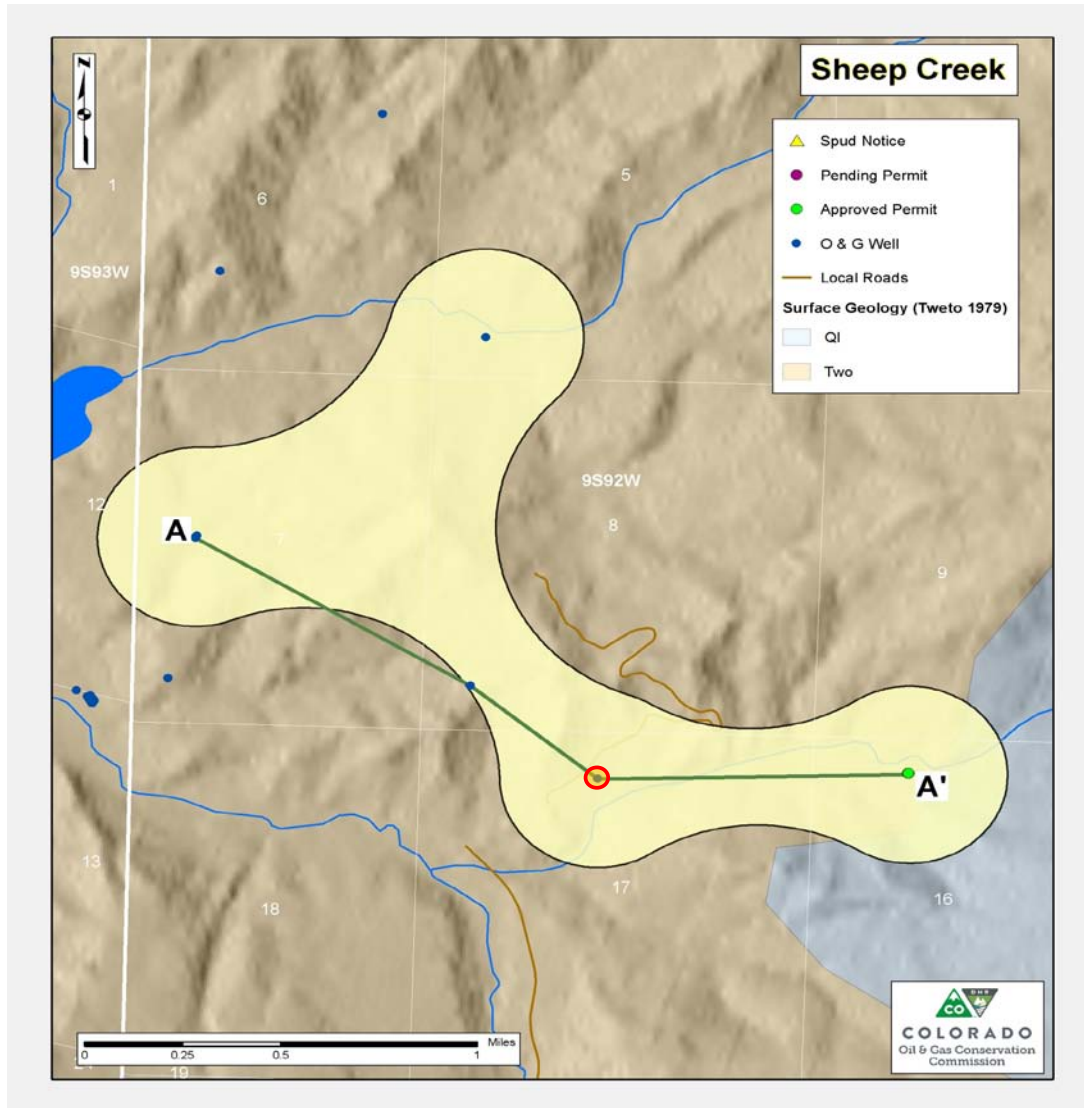 Sheep Creek
N
Spud Notice
Pending Permit
Approved Permit
O & G Well
Local Roads
Surface Geology (Tweto 1979)
Ql
Two
1
6
5
9S93W
12
7
9S92W
8
9
A
A'
13
18
17
16
19
0 0.25 0.5 1 Miles
CO
DNR
COLORADO
Oil & Gas Conservation
Commission